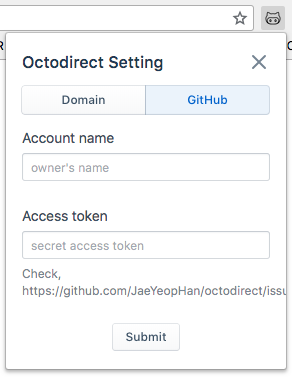 Octodirect Setting
Domain
GitHub
Account name
owner's name
Access token
secret access token
Check,
https://github.com/JaeYeopHan/octodirect/issu
Submit